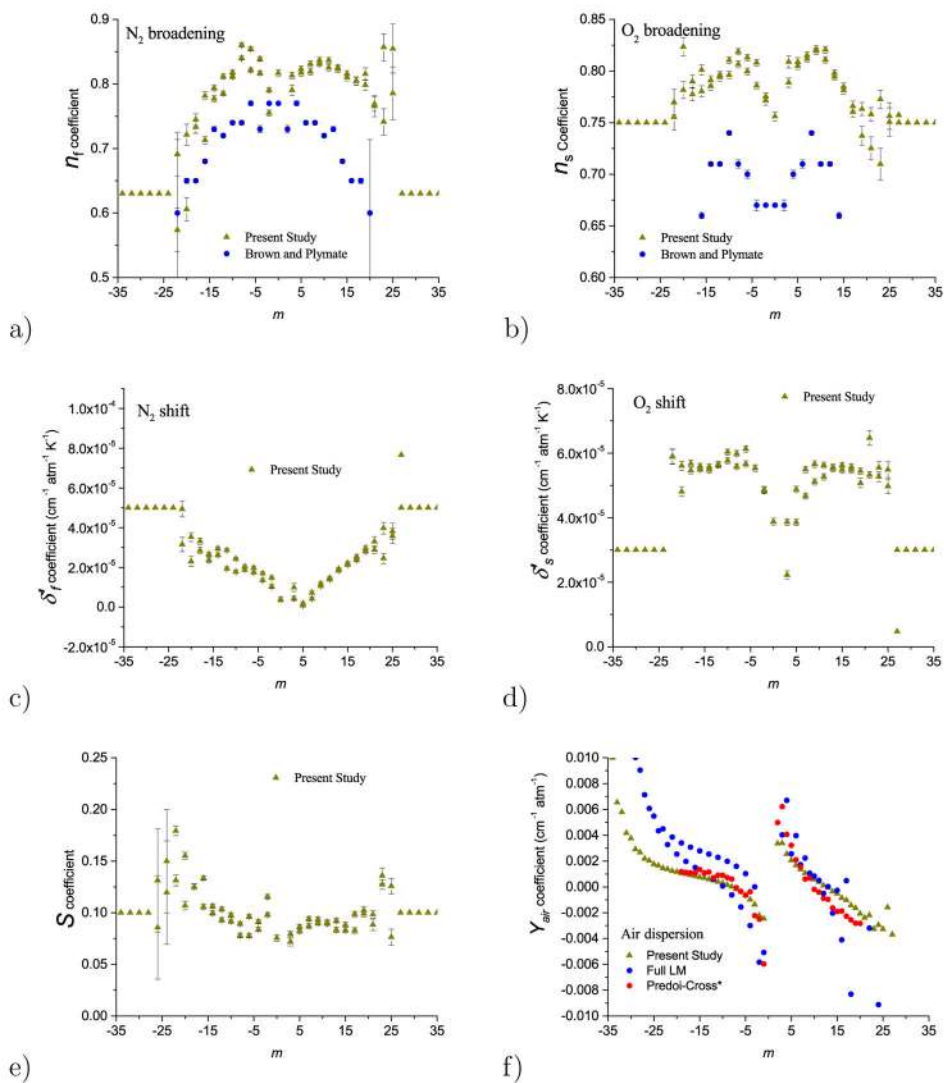 N2 broadening
0.9
0.8
0.7
0.6
0.5
nf coefficient
Present Study
Brown and Plymate
-35 -25 -15 -5 5 15 25 35
m
a)
O2 broadening
0.85
0.80
0.75
0.70
0.65
0.60
ns Coefficient
Present Study
Brown and Plymate
-35 -25 -15 -5 5 15 25 35
m
b)
N2 shift
1.0x10-4
8.0x10-5
6.0x10-5
4.0x10-5
2.0x10-5
0.0
-2.0x10-5
δ'f coefficient (cm-1 atm-1 K-1)
Present Study
-35 -25 -15 -5 5 15 25 35
m
c)
O2 shift
8.0x10-5
6.0x10-5
4.0x10-5
2.0x10-5
0.0
δ's coefficient (cm-1 atm-1 K-1)
Present Study
-35 -25 -15 -5 5 15 25 35
m
d)
0.25
0.20
0.15
0.10
0.05
0.00
S coefficient
Present Study
-35 -25 -15 -5 5 15 25 35
m
e)
0.010
0.008
0.006
0.004
0.002
0.000
-0.002
-0.004
-0.006
-0.008
-0.010
Yair coefficient (cm-1 atm-1)
Air dispersion
Present Study
Full LM
Predoi-Cross*
-35 -25 -15 -5 5 15 25 35
m
f)